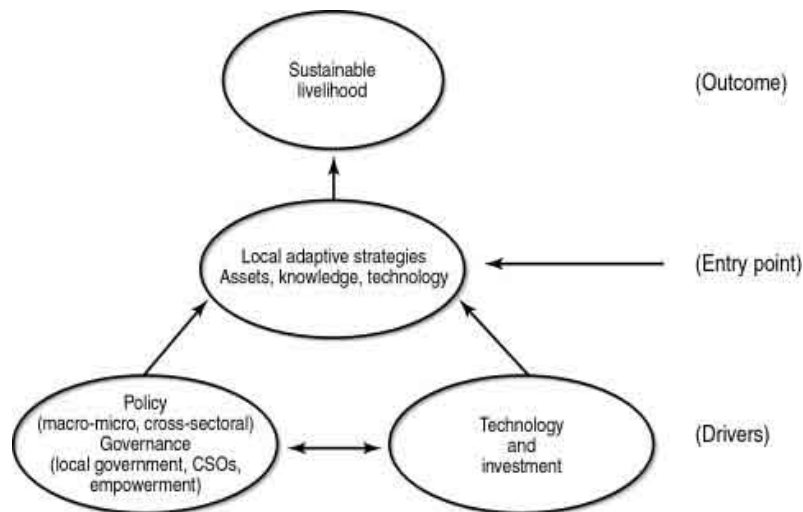 Sustainable
livelihood
(Outcome)
Local adaptive strategies
Assets, knowledge, technology
(Entry point)
Policy
(macro-micro, cross-sectoral)
Governance
(local government, CSOs,
empowerment)
Technology
and
investment
(Drivers)